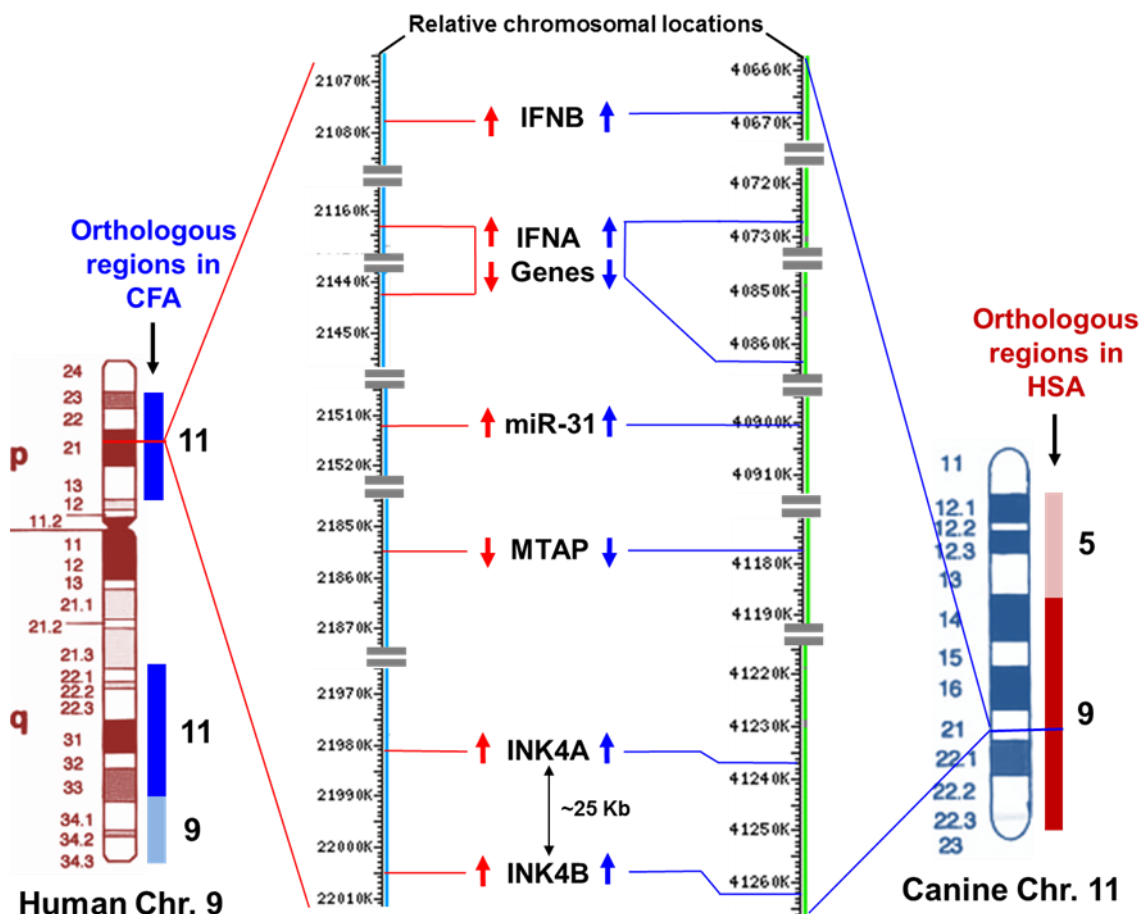 Relative chromosomal locations
21070K
21080K
21160K
21440K
21450K
21510K
21520K
21850K
21860K
21870K
21970K
21980K
21990K
22000K
22010K
IFNB
IFNA
Genes
miR-31
MTAP
INK4A
~25 Kb
INK4B
40660K
40670K
40720K
40730K
40850K
40860K
40900K
40910K
41180K
41190K
41220K
41230K
41240K
41250K
41260K
Orthologous
regions in
CFA
24
23
22
21
13
12
11.2
11
12
13
21.1
21.2
21.3
22.1
22.2
22.3
31
32
33
34.1
34.2
34.3
p
q
11
11
9
Human Chr. 9
Orthologous
regions in
HSA
11
12.1
12.2
12.3
13
14
15
16
21
22.1
22.2
22.3
23
5
9
Canine Chr. 11